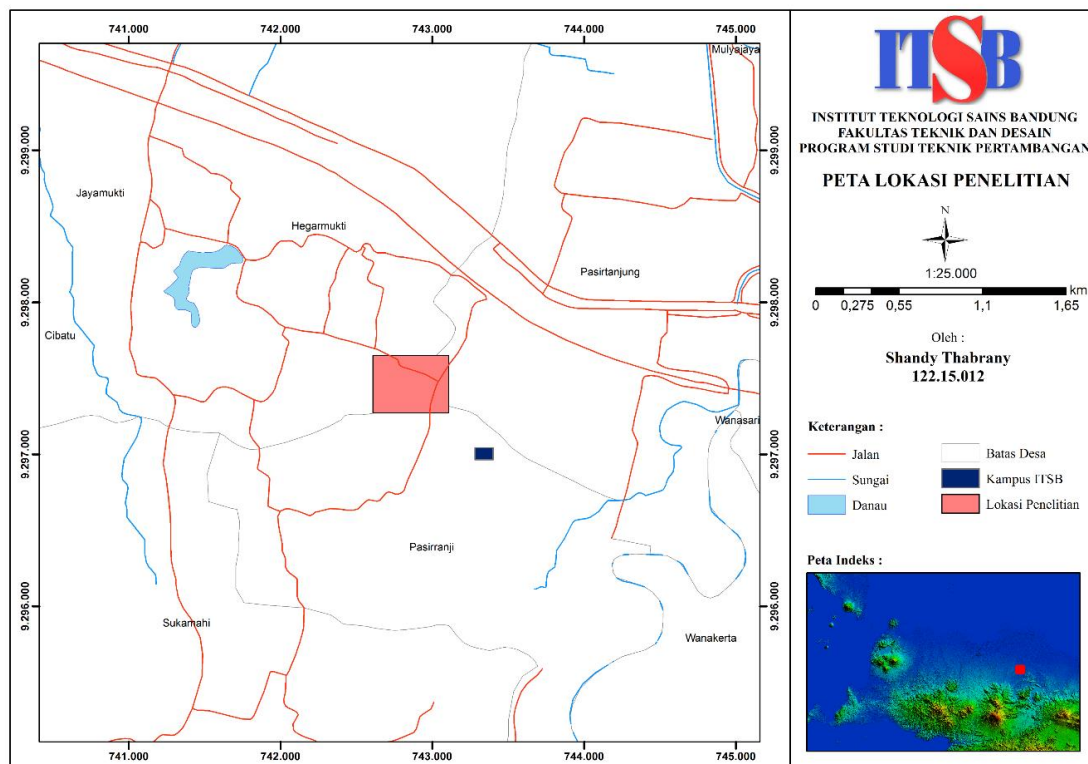 741.000
742.000
743.000
744.000
745.000
9.299.000
9.298.000
9.297.000
9.296.000
9.299.000
9.298.000
9.297.000
9.296.000
Mulyajaya
Jayamukti
Hegarmukti
Pasirtanjung
Cibatu
Wanasari
Pasirranji
Sukamahi
Wanakerta
741.000
742.000
743.000
744.000
745.000
ITSB
INSTITUT TEKNOLOGI SAINS BANDUNG
FAKULTAS TEKNIK DAN DESAIN
PROGRAM STUDI TEKNIK PERTAMBANGAN
PETA LOKASI PENELITIAN
N
1:25.000
km
0 0,275 0,55 1,1 1,65
Oleh :
Shandy Thabrany
122.15.012
Keterangan :
Jalan
Sungai
Danau
Batas Desa
Kampus ITSB
Lokasi Penelitian
Peta Indeks :